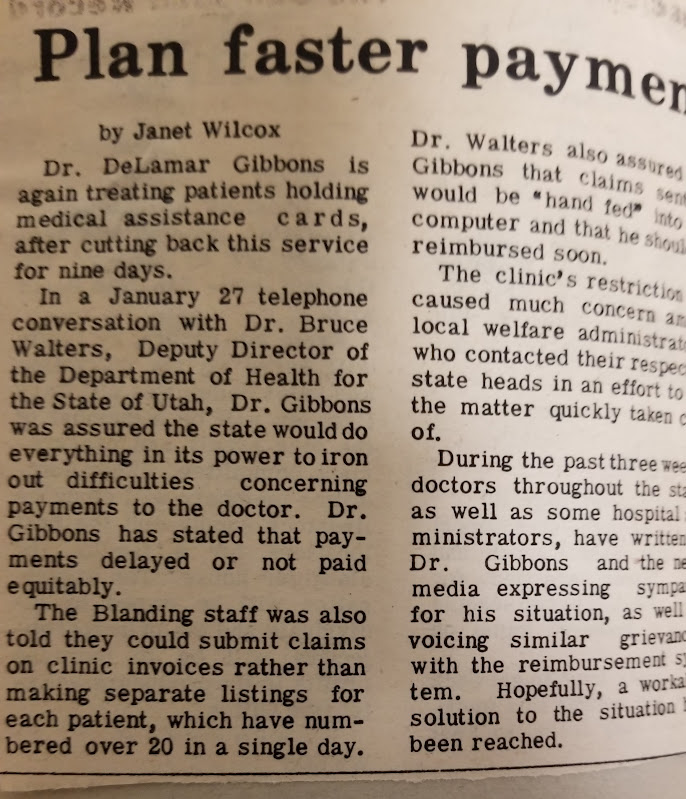 Plan faster
by Janet Wilcox
Dr. DeLamar Gibbons is
again treating patients holding
medical assistance cards,
after cutting back this service
for nine days.
In a January 27 telephone
conversation with Dr. Bruce
Walters, Deputy Director of
the Department of Health for
the State of Utah, Dr. Gibbons
was assured the state would do
everything in its power to iron
out difficulties concerning
payments to the doctor. Dr.
Gibbons has stated that pay-
ments delayed or not paid
equitably.
The Blanding staff was also
told they could submit claims
on clinic invoices rather than
making separate listings for
each patient, which have num-
bered over 20 in a single day.
Dr. Walters also assured
Gibbons that claims sent
would be "hand fed" into
computer and that he
reimbursed soon.
The clinic's restriction
caused much concern
local welfare
who contacted their
state heads in an effort to
the matter quickly taken
of.
During the past three
doctors throughout the
as well as some hospital
ministrators, have written
Dr. Gibbons and the
media expressing
for his situation, as well
voicing similar
with the reimbursement
tem. Hopefully, a
solution to the situation
been reached.